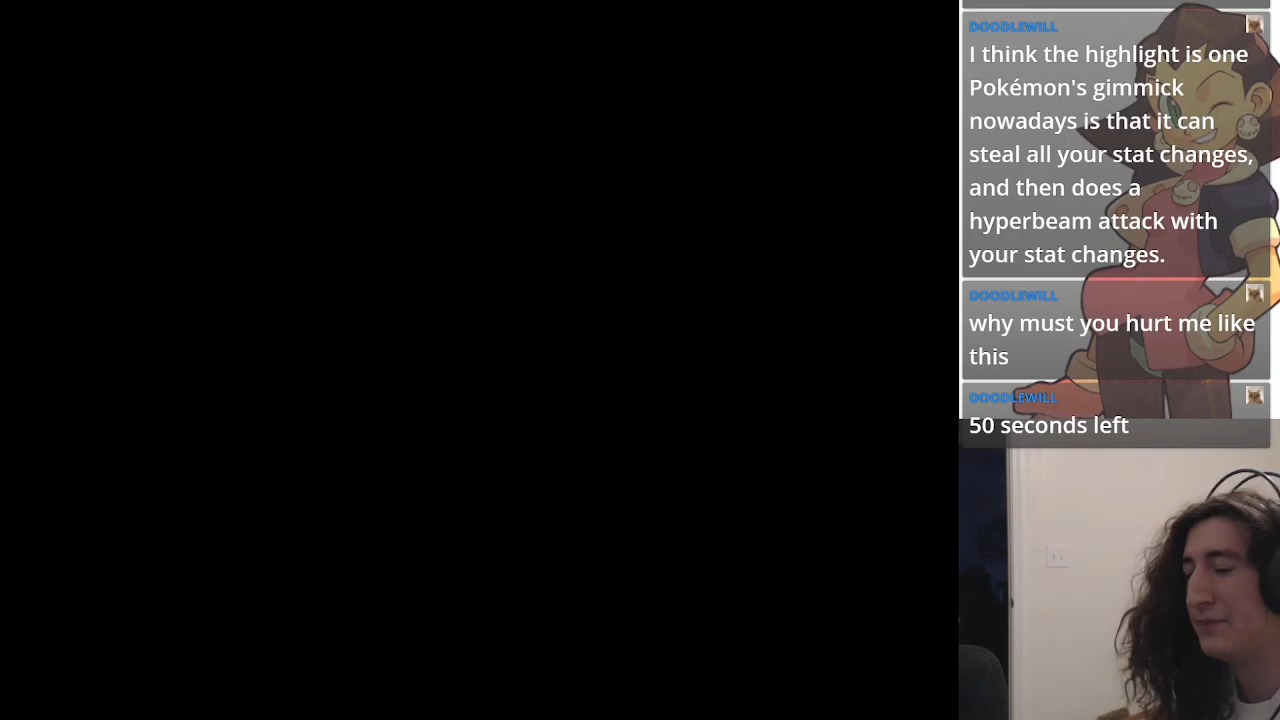 DOODLEWILL
I think the highlight is one
Pokémon's gimmick
nowadays is that it can
steal all your stat changes,
and then does a
hyperbeam attack with
your stat changes.
DOODLEWILL
why must you hurt me like
this
DOODLEWILL
50 seconds left